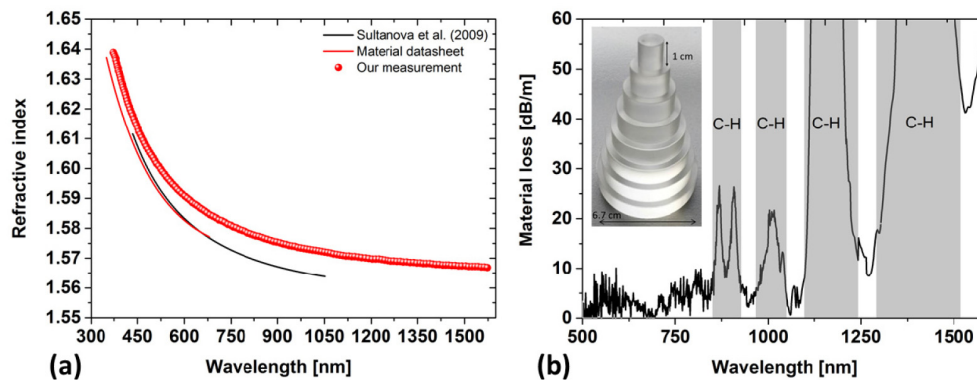 Sultanova et al. (2009)
Material datasheet
Our measurement
Refractive index
1.64
1.63
1.62
1.61
1.60
1.59
1.58
1.57
1.56
1.55
300 450 600 750 900 1050 1200 1350 1500
Wavelength [nm]
(a)
Material loss [dB/m]
60
50
40
30
20
10
0
1 cm
6.7 cm
C-H C-H C-H C-H
500 750 1000 1250 1500
Wavelength [nm]
(b)